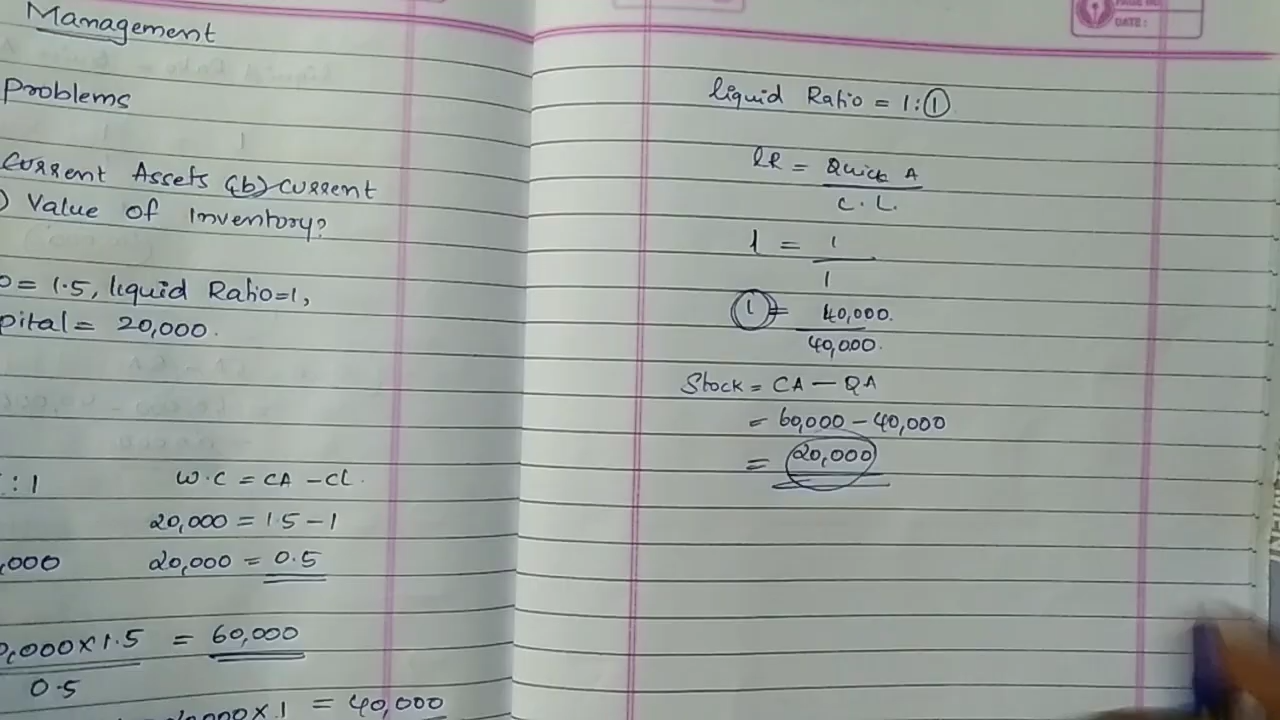 Management
Problems
Current Assets (b) current
) Value of Inventory?
= 1.5, liquid Ratio=1,
pital = 20,000.
: 1
W.C = CA - CL.
20,000 = 1.5 - 1
,000
20,000 = 0.5
,000 x 1.5 = 60,000
0.5
x 1 = 40,000
DATE :
liquid Ratio = 1:1
LR = Quick A
C. L.
1 = 1
1
1 = 40,000.
40,000.
Stock = CA - QA
= 60,000 - 40,000
= 20,000